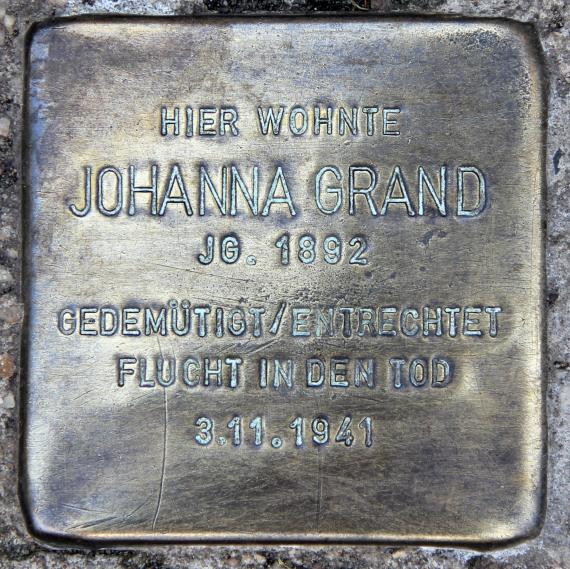 HIER WOHNTE
JOHANNA GRAND
JG. 1892
GEDEMÜTIGT/ENTRECHTET
FLUCHT IN DEN TOD
3.11.1941